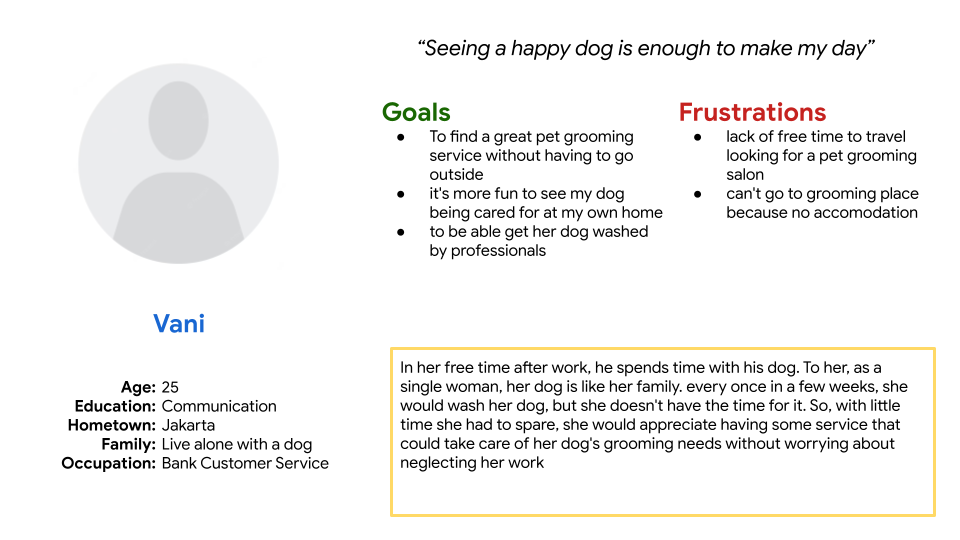 “Seeing a happy dog is enough to make my day”
Goals
● To find a great pet grooming
service without having to go
outside
● it's more fun to see my dog
being cared for at my own home
● to be able get her dog washed
by professionals
Frustrations
● lack of free time to travel
looking for a pet grooming
salon
● can't go to grooming place
because no accomodation
Vani
Age: 25
Education: Communication
Hometown: Jakarta
Family: Live alone with a dog
Occupation: Bank Customer Service
In her free time after work, he spends time with his dog. To her, as a
single woman, her dog is like her family. every once in a few weeks, she
would wash her dog, but she doesn't have the time for it. So, with little
time she had to spare, she would appreciate having some service that
could take care of her dog's grooming needs without worrying about
neglecting her work